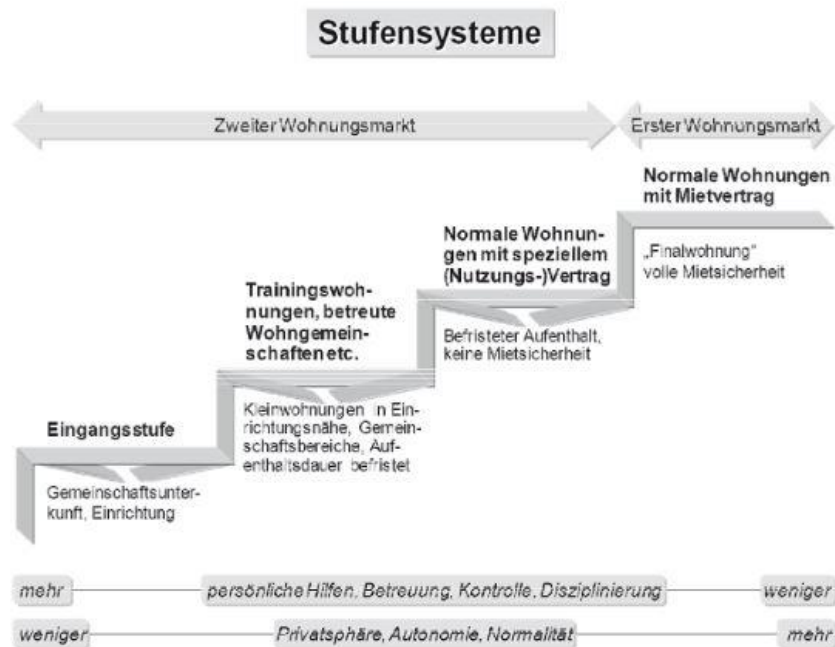 Stufensysteme
Zweiter Wohnungsmarkt
Erster Wohnungsmarkt
Normale Wohnungen
mit Mietvertrag
„Finalwohnung“
volle Mietsicherheit
Normale Wohnun-
gen mit speziellem
(Nutzungs-)Vertrag
Befristeter Aufenthalt,
keine Mietsicherheit
Trainingswoh-
nungen, betreute
Wohngemein-
schaften etc.
Kleinwohnungen in Ein-
richtungsnähe, Gemein-
schaftsbereiche, Auf-
enthaltsdauer befristet
Eingangsstufe
Gemeinschaftsunter-
kunft, Einrichtung
mehr persönliche Hilfen, Betreuung, Kontrolle, Disziplinierung weniger
weniger Privatsphäre, Autonomie, Normalität mehr